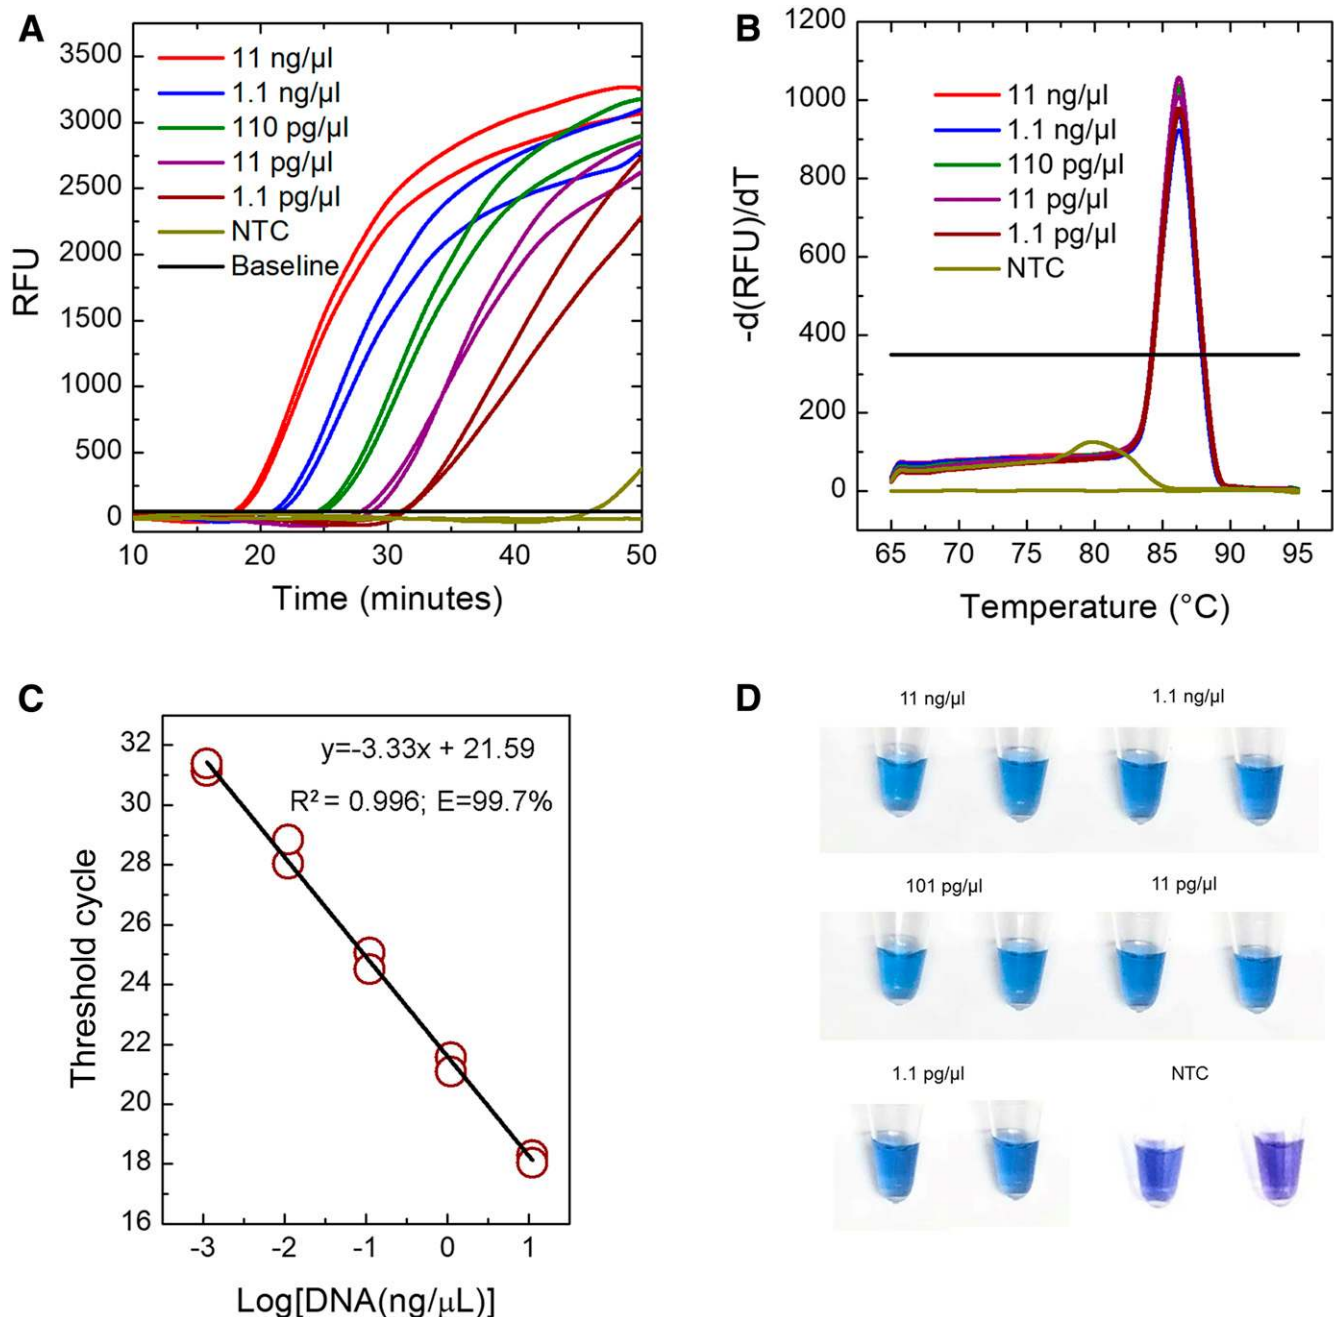 A
3500
3000
2500
2000
1500
1000
500
0
RFU
11 ng/µl
1.1 ng/µl
110 pg/µl
11 pg/µl
1.1 pg/µl
NTC
Baseline
10 20 30 40 50
Time (minutes)
B
1200
1000
800
600
400
200
0
-d(RFU)/dT
11 ng/µl
1.1 ng/µl
110 pg/µl
11 pg/µl
1.1 pg/µl
NTC
65 70 75 80 85 90 95
Temperature (°C)
C
32
30
28
26
24
22
20
18
16
Threshold cycle
y=-3.33x + 21.59
R² = 0.996; E=99.7%
-3 -2 -1 0 1
Log[DNA(ng/µL)]
D
11 ng/µl 1.1 ng/µl
101 pg/µl 11 pg/µl
1.1 pg/µl NTC